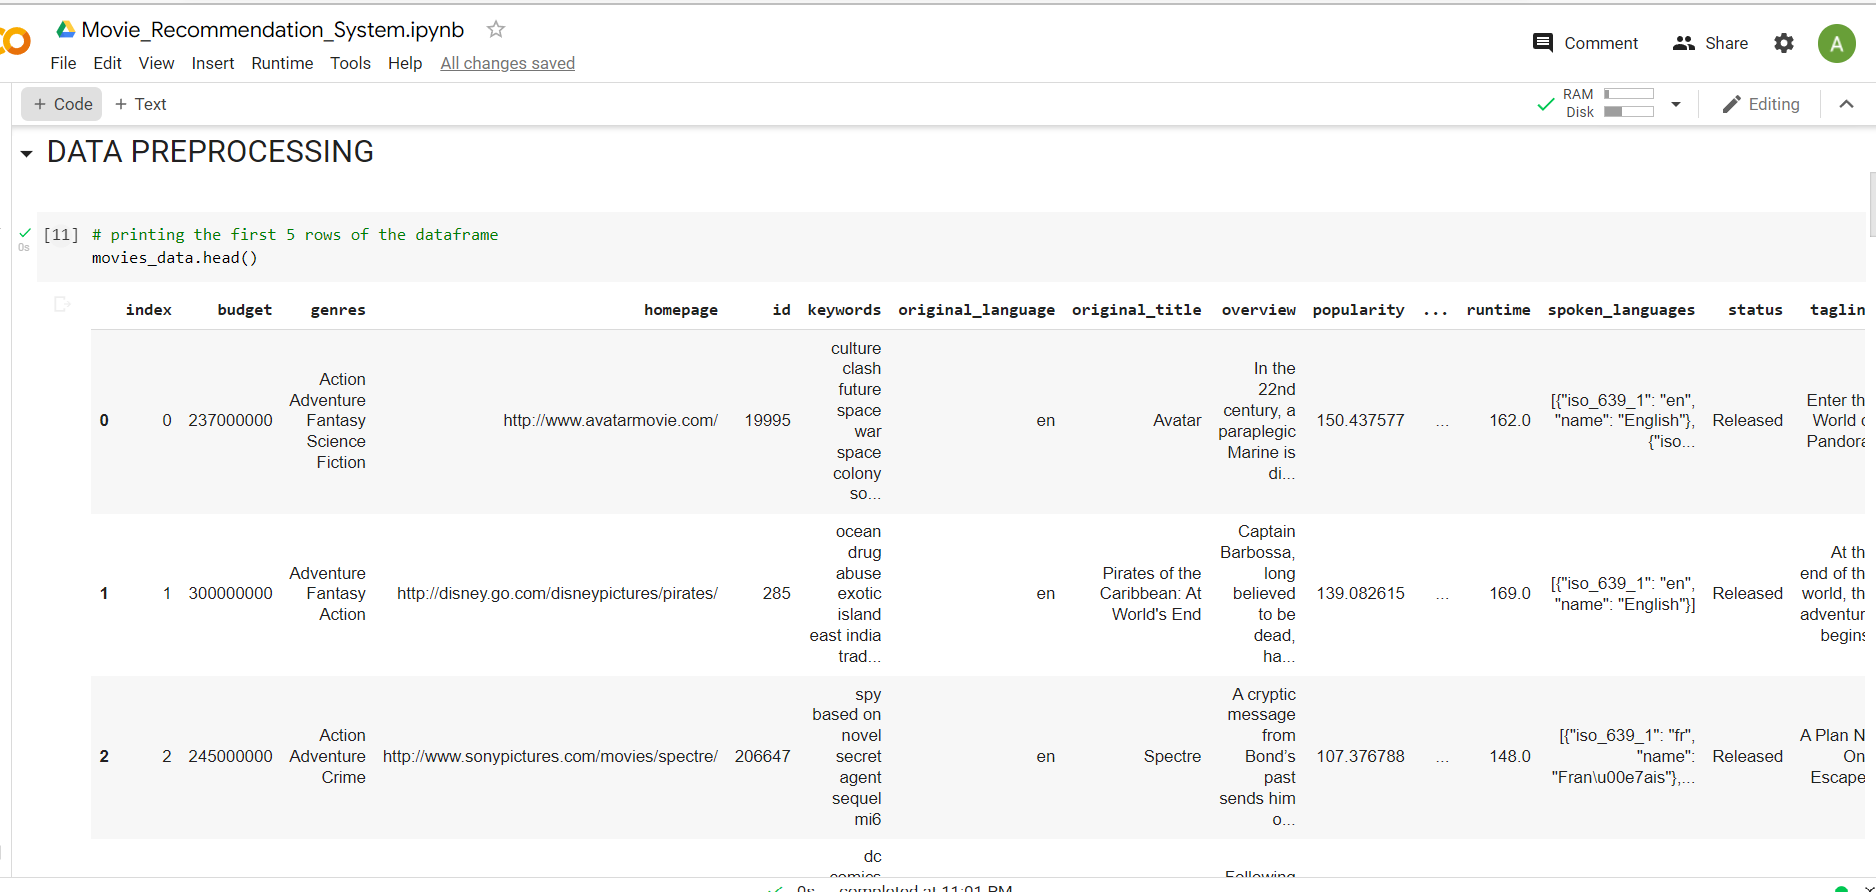 Movie_Recommendation_System.ipynb
Comment
Share
A
File Edit View Insert Runtime Tools Help All changes saved
+ Code + Text
RAM
Disk
Editing
DATA PREPROCESSING
[11] # printing the first 5 rows of the dataframe
0s
movies_data.head()
index budget genres homepage id keywords original_language original_title overview popularity ... runtime spoken_languages status taglin
0 0 237000000
Action
Adventure
Fantasy
Science
Fiction
http://www.avatarmovie.com/ 19995
culture
clash
future
space
war
space
colony
so...
en Avatar
In the
22nd
century, a
paraplegic
Marine is
di...
150.437577 ... 162.0
[{"iso_639_1": "en",
"name": "English"},
{"iso...
Released
Enter th
World
Pandora
1 1 300000000
Adventure
Fantasy
Action
http://disney.go.com/disneypictures/pirates/ 285
ocean
drug
abuse
exotic
island
east india
trad...
en
Pirates of the
Caribbean: At
World's End
Captain
Barbossa,
long
believed
to be
dead,
ha...
139.082615 ... 169.0
[{"iso_639_1": "en",
"name": "English"}]
Released
At th
end of th
world, th
adventur
begins
2 2 245000000
Action
Adventure
Crime
http://www.sonypictures.com/movies/spectre/ 206647
spy
based on
novel
secret
agent
sequel
mi6
en Spectre
A cryptic
message
from
Bond’s
past
sends him
o...
107.376788 ... 148.0
[{"iso_639_1": "fr",
"name":
"Fran\u00e7ais"},...
Released
A Plan N
On
Escape
dc
comics
Following
0s completed at 11:01 PM